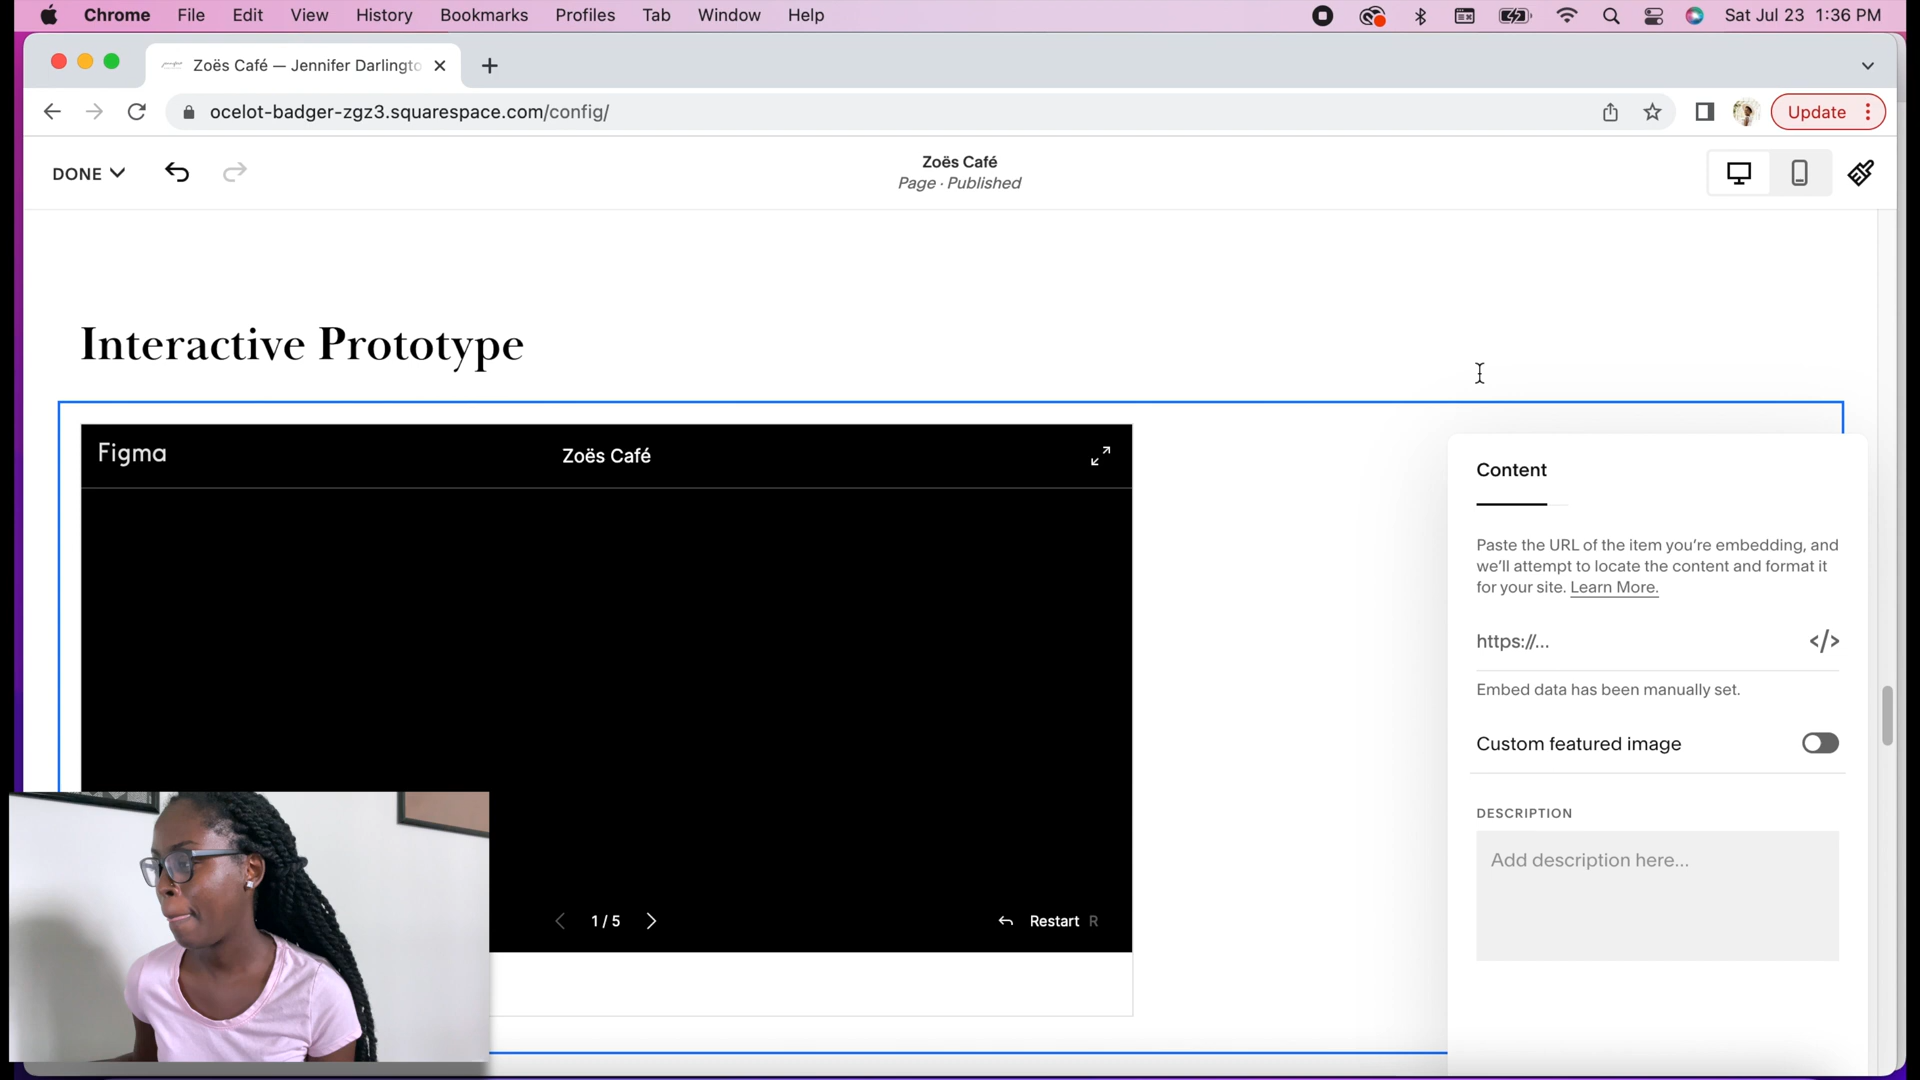 Chrome File Edit View History Bookmarks Profiles Tab Window Help Sat Jul 23 1:36 PM
Zoës Café — Jennifer Darlingto
ocelot-badger-zgz3.squarespace.com/config/ Update
DONE Zoës Café
Page · Published
Interactive Prototype
Figma Zoës Café
1 / 5 Restart R
Content
Paste the URL of the item you're embedding, and
we'll attempt to locate the content and format it
for your site. Learn More.
https://... </>
Embed data has been manually set.
Custom featured image
DESCRIPTION
Add description here...